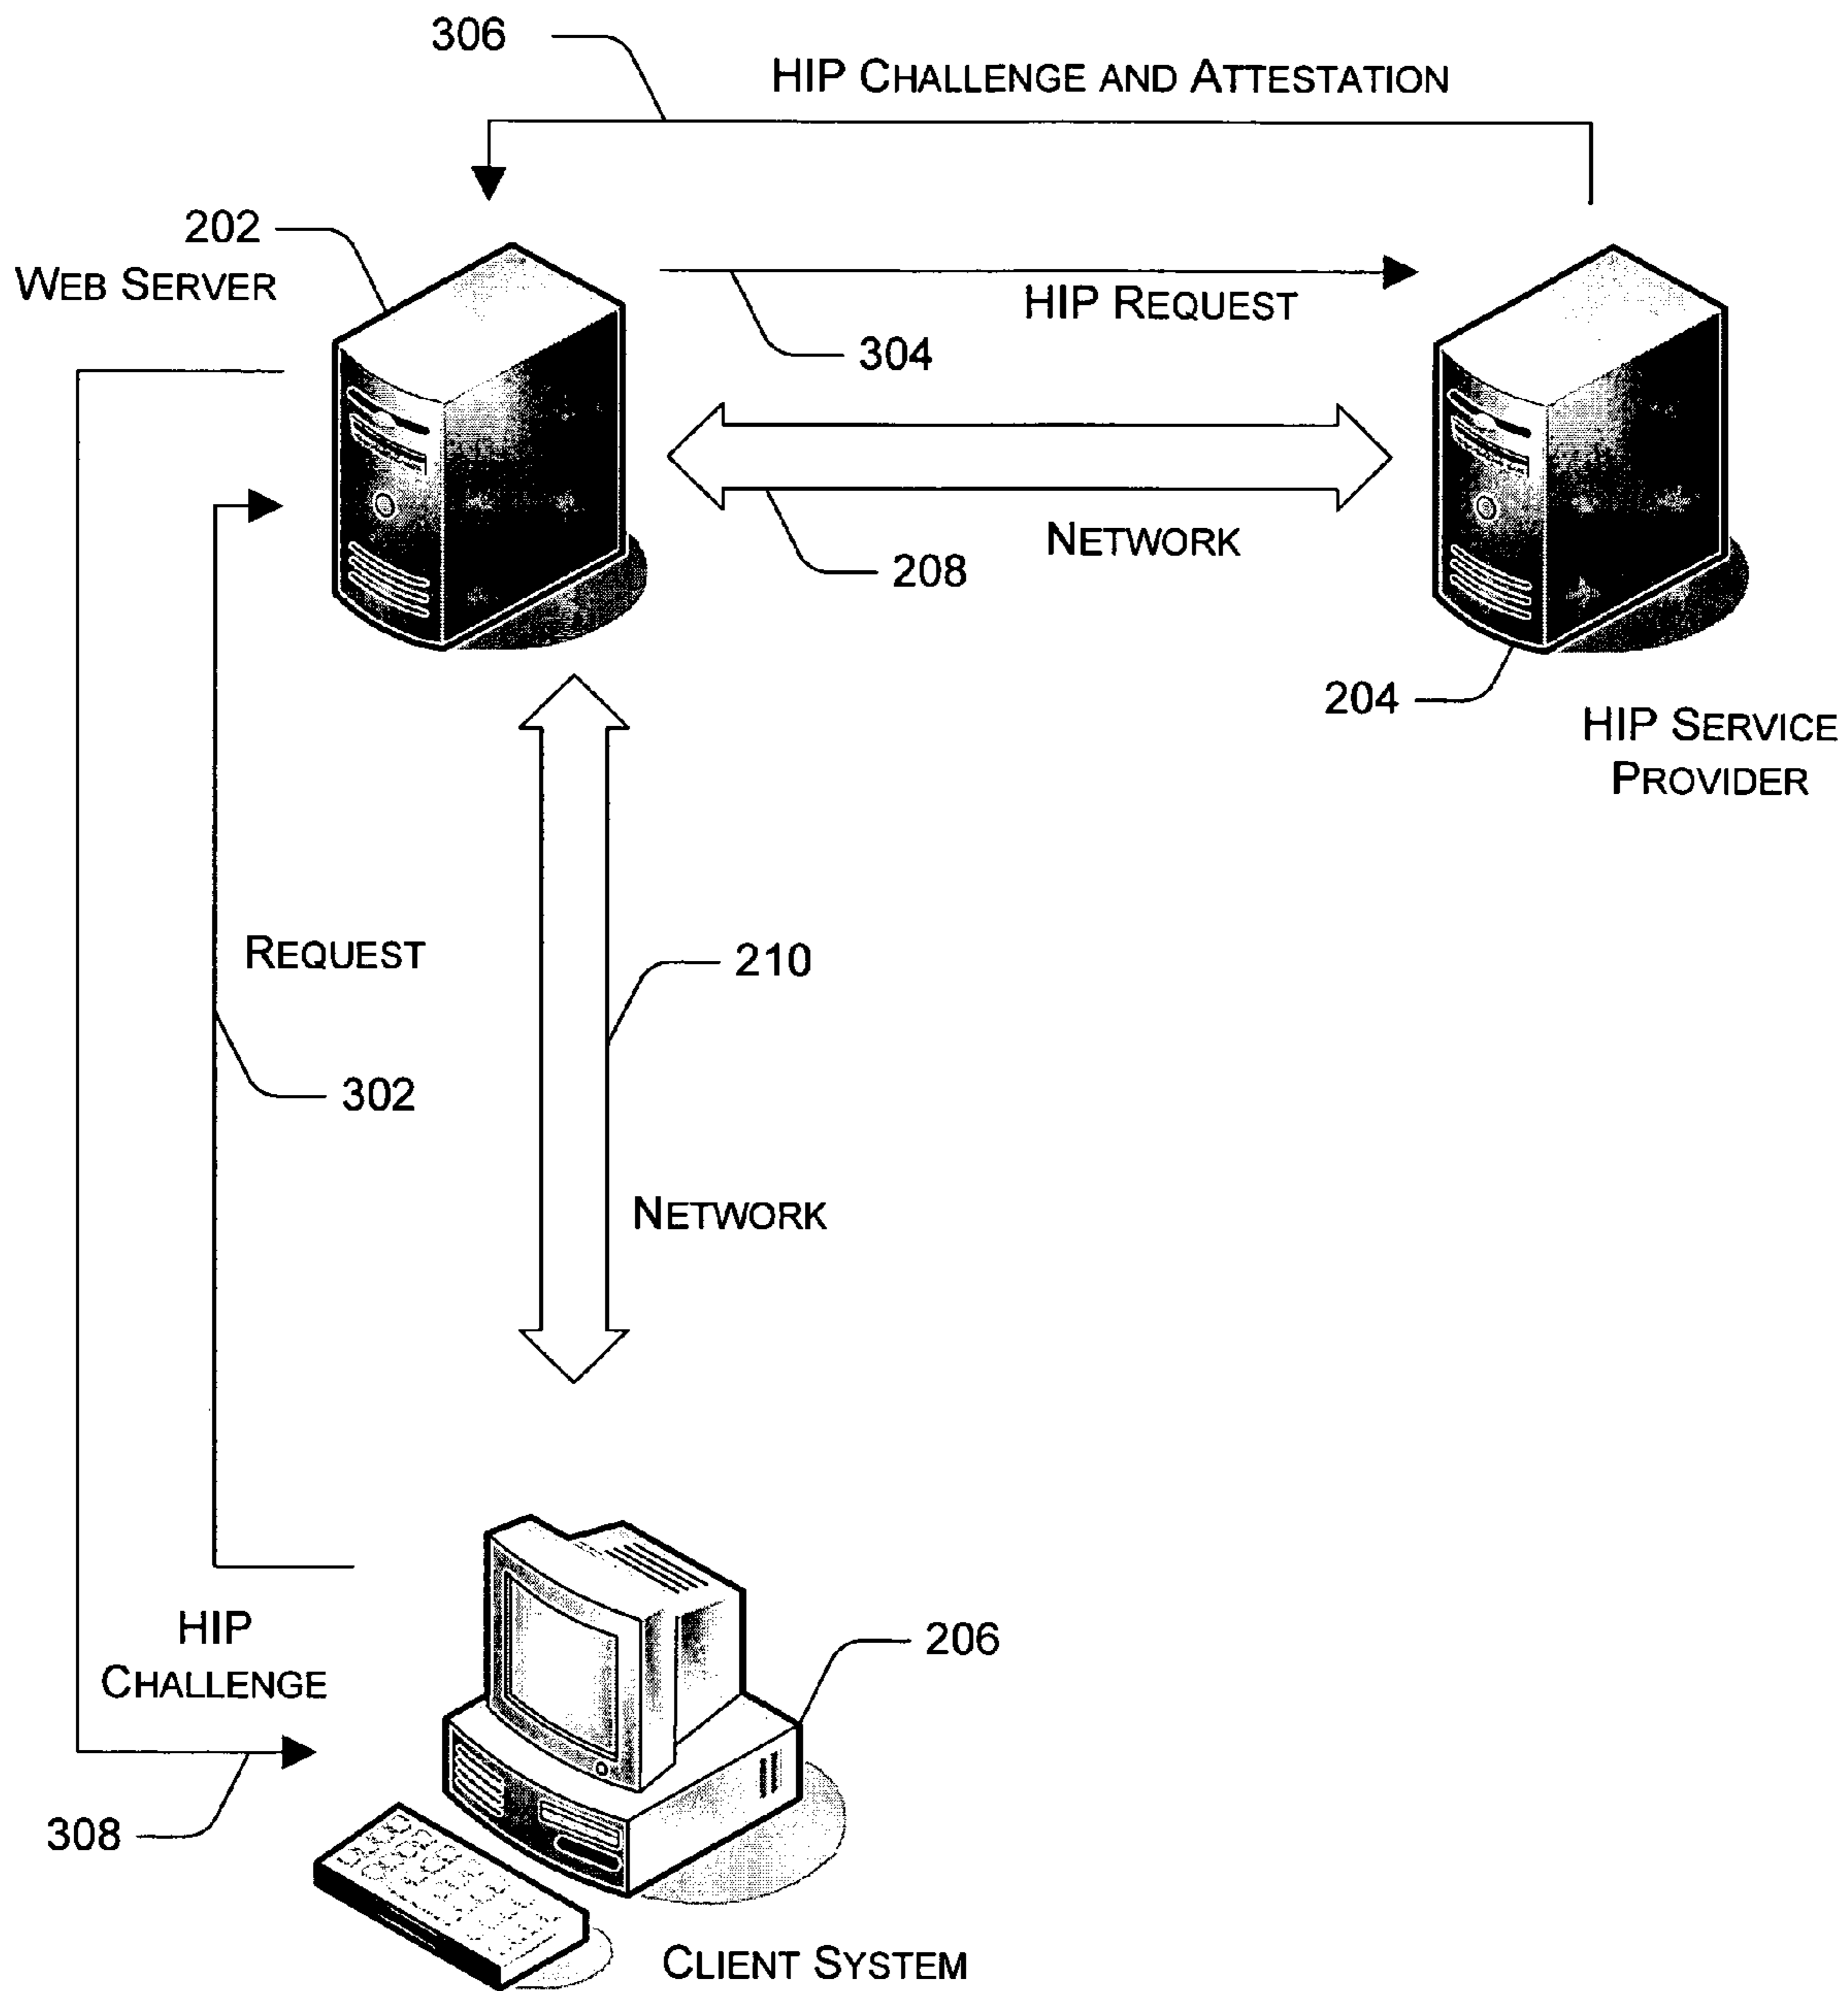 306
HIP CHALLENGE AND ATTESTATION
202
WEB SERVER
HIP REQUEST
304
NETWORK
208
204
HIP SERVICE
PROVIDER
REQUEST
210
302
NETWORK
HIP
CHALLENGE
206
308
CLIENT SYSTEM